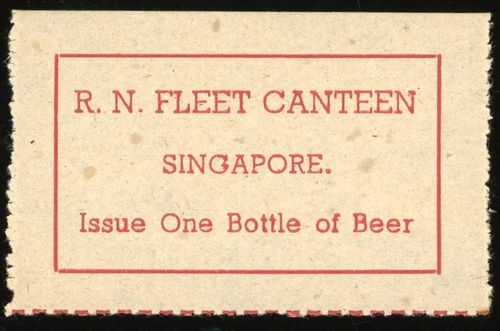 R. N. FLEET CANTEEN
SINGAPORE.
Issue One Bottle of Beer